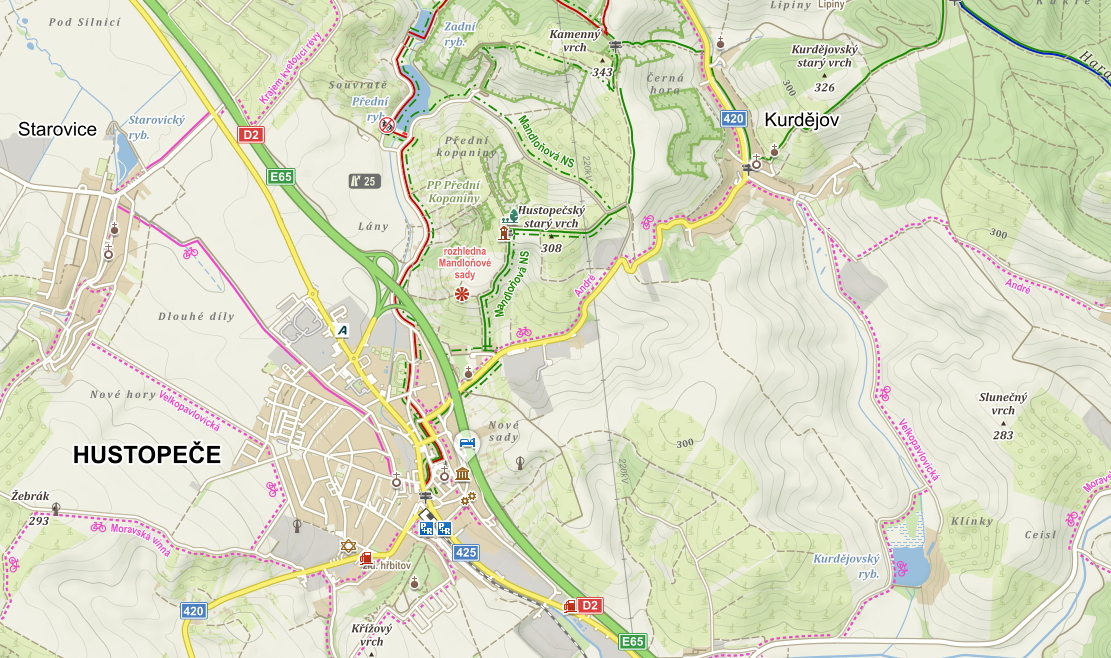 Pod Silnicí
Zadní
ryb.
Lipiny
Lipiny
Krajem kvetoucí révy
Kamenný
vrch
343
Kurdějovský
starý vrch
326
300
Souvratě
Černá
hora
Přední
ryb.
Starovice
Starovický
ryb.
D2
420
Kurdějov
Mandloňová NS
Přední
kopaniny
220kV
E65
25
PP Přední
Kopaniny
Hustopečský
starý vrch
308
Lány
300
rozhledna
Mandloňové
sady
Mandloňová NS
André
André
Dlouhé díly
A
Nové hory
Velkopavlovická
Slunečný
vrch
283
Nové
sady
300
Velkopavlovická
HUSTOPEČE
220kV
Žebrák
293
Moravská vinná
P+R
P+R
425
Klínky
Ceisl
Kurdějovský
ryb.
žid. hřbitov
420
D2
Křížový
vrch
E65